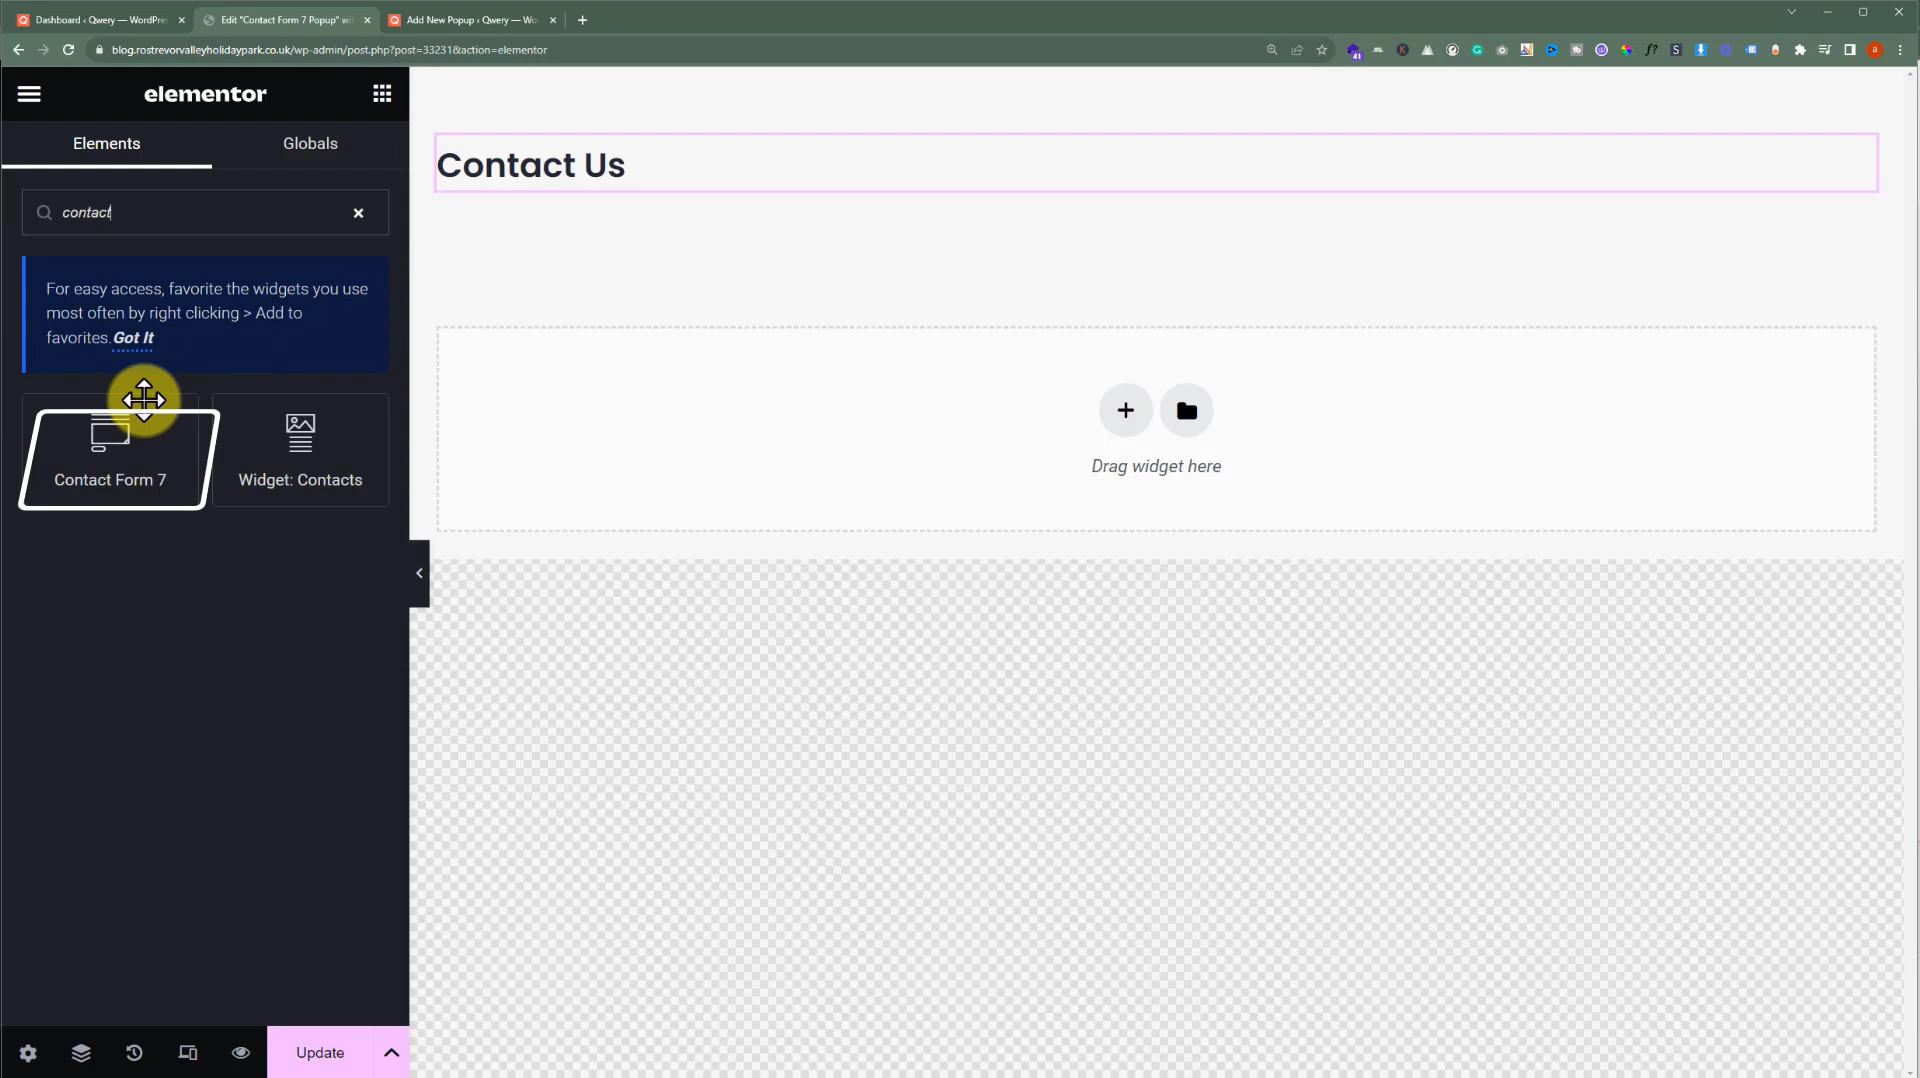 Dashboard ‹ Qwery — WordPre
Edit "Contact Form 7 Popup" wi
Add New Popup ‹ Qwery — Wo
blog.rostrevorvalleyholidaypark.co.uk/wp-admin/post.php?post=33231&action=elementor
41
elementor
Elements
Globals
contact
For easy access, favorite the widgets you use
most often by right clicking > Add to
favorites. Got It
Contact Form 7
Widget: Contacts
Update
Contact Us
Drag widget here